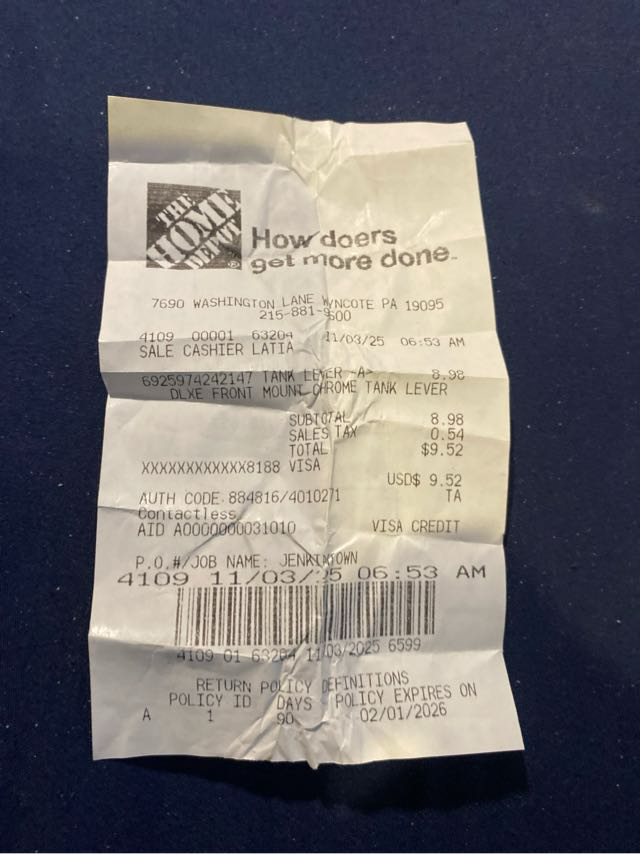 THE
HOME
DEPOT
How doers
get more done.
7690 WASHINGTON LANE WYNCOTE PA 19095
215-881-9500
4109 00001 63204 11/03/25 06:53 AM
SALE CASHIER LATIA
6925974242147 TANK LEVER <A> 8.98
DLXE FRONT MOUNT CHROME TANK LEVER
SUBTOTAL 8.98
SALES TAX 0.54
TOTAL $9.52
XXXXXXXXXXXX8188 VISA
USD$ 9.52
AUTH CODE 884816/4010271 TA
Contactless
AID A0000000031010 VISA CREDIT
P.O.#/JOB NAME: JENKINTOWN
4109 11/03/25 06:53 AM
4109 01 63204 11/03/2025 6599
RETURN POLICY DEFINITIONS
POLICY ID DAYS POLICY EXPIRES ON
A 1 90 02/01/2026